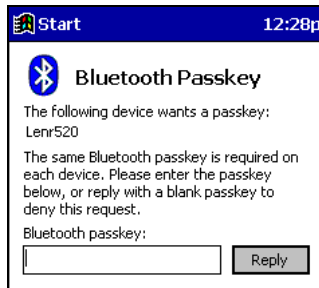 Start 12:28p
Bluetooth Passkey
The following device wants a passkey:
Lenr520
The same Bluetooth passkey is required on
each device. Please enter the passkey
below, or reply with a blank passkey to
deny this request.
Bluetooth passkey:
Reply